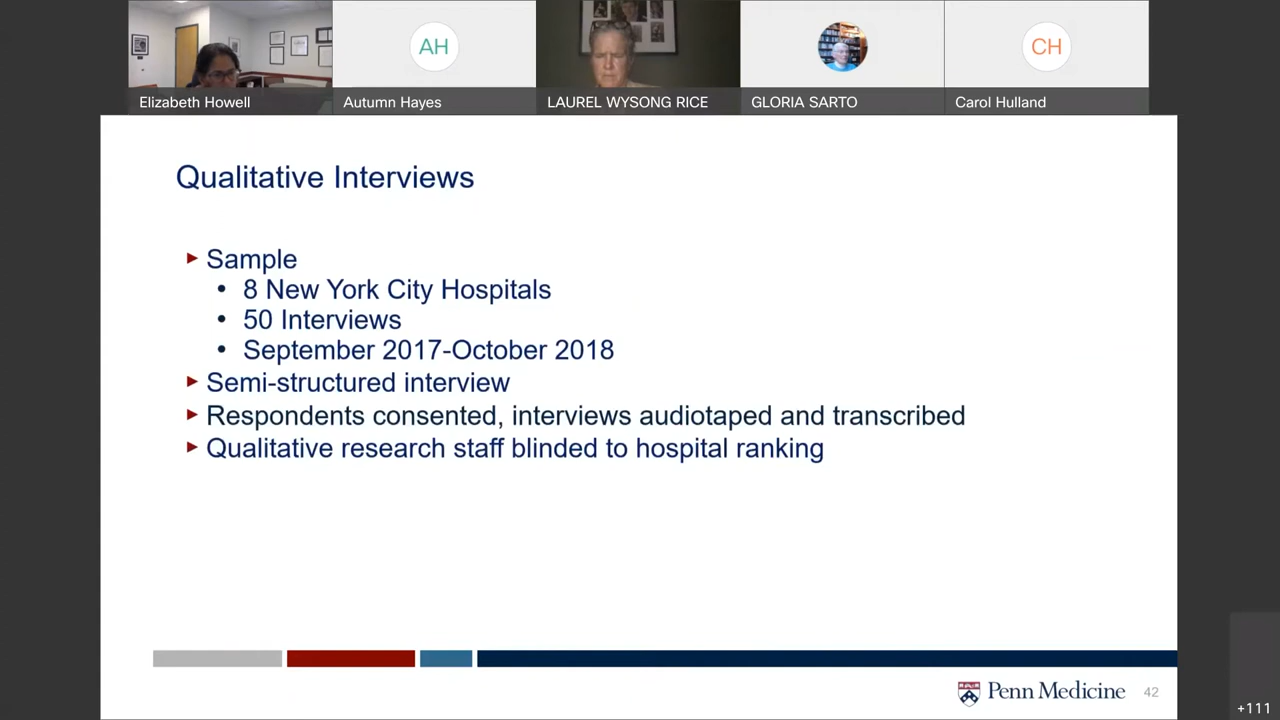 AH
CH
Elizabeth Howell
Autumn Hayes
LAUREL WYSONG RICE
GLORIA SARTO
Carol Hulland
Qualitative Interviews
► Sample
• 8 New York City Hospitals
• 50 Interviews
• September 2017-October 2018
► Semi-structured interview
► Respondents consented, interviews audiotaped and transcribed
► Qualitative research staff blinded to hospital ranking
Penn Medicine
42
+111